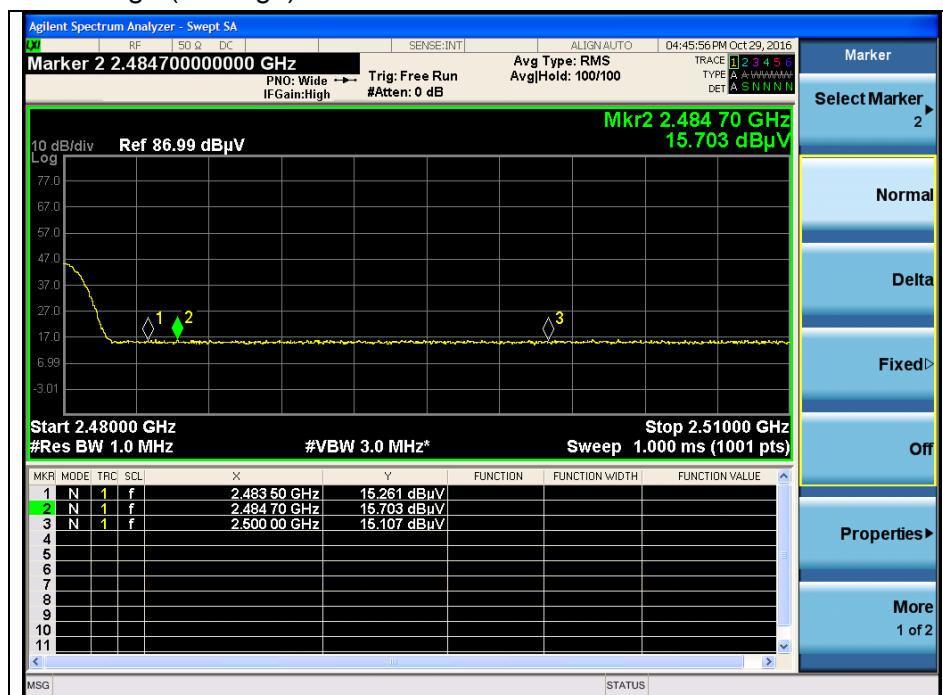 Agilent Spectrum Analyzer - Swept SA
LXI RF 50 Ω DC SENSE:INT ALIGN AUTO 04:45:56 PM Oct 29, 2016
Marker 2 2.484700000000 GHz
PNO: Wide
IFGain:High
Trig: Free Run
#Atten: 0 dB
Avg Type: RMS
Avg|Hold: 100/100
TRACE 1 2 3 4 5 6
TYPE A A
DET A S N N N N
Mkr2 2.484 70 GHz
15.703 dBµV
10 dB/div Ref 86.99 dBµV
Log
77.0
67.0
57.0
47.0
37.0
27.0
17.0
6.99
-3.01
1 2 3
Start 2.48000 GHz Stop 2.51000 GHz
#Res BW 1.0 MHz #VBW 3.0 MHz* Sweep 1.000 ms (1001 pts)
MKR MODE TRC SCL X Y FUNCTION FUNCTION WIDTH FUNCTION VALUE
1 N 1 f 2.483 50 GHz 15.261 dBµV
2 N 1 f 2.484 70 GHz 15.703 dBµV
3 N 1 f 2.500 00 GHz 15.107 dBµV
4
5
6
7
8
9
10
11
MSG STATUS
Marker
Select Marker
2
Normal
Delta
Fixed
Off
Properties
More
1 of 2